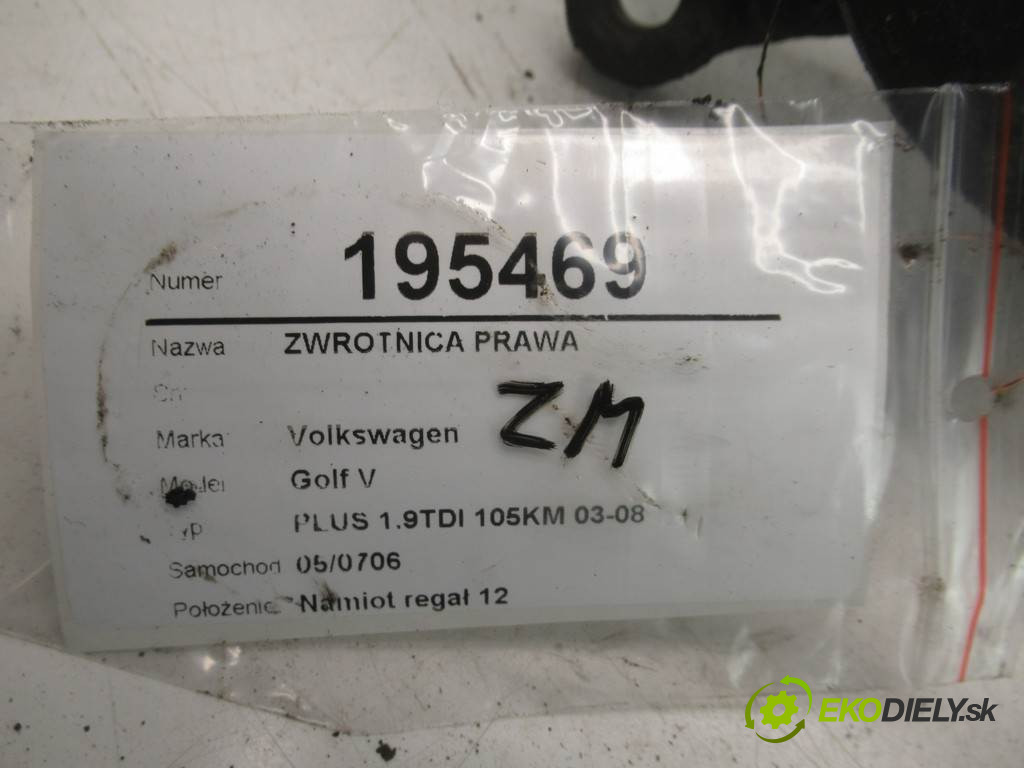 Numer 195469
Nazwa ZWROTNICA PRAWA
ZM
Marka Volkswagen
Model Golf V
PLUS 1.9TDI 105KM 03-08
Samochod 05/0706
Położenie Namiot regał 12
EKODIELY.sk